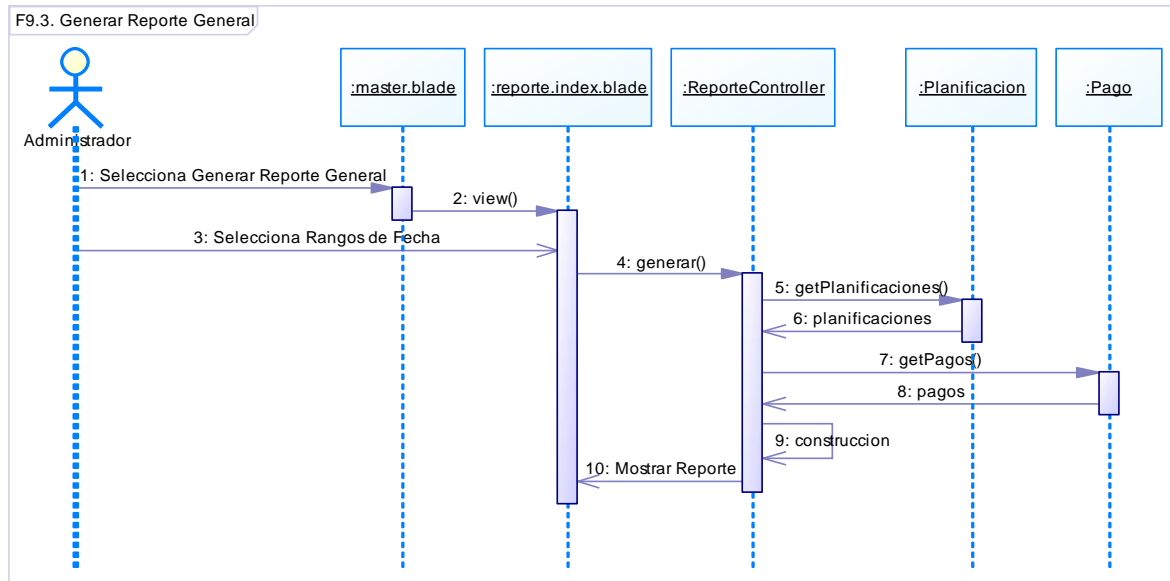 F9.3. Generar Reporte General
:master.blade
:reporte.index.blade
:ReporteController
:Planificacion
:Pago
Administrador
1: Selecciona Generar Reporte General
2: view()
3: Selecciona Rangos de Fecha
4: generar()
5: getPlanificaciones()
6: planificaciones
7: getPagos()
8: pagos
9: construccion
10: Mostrar Reporte